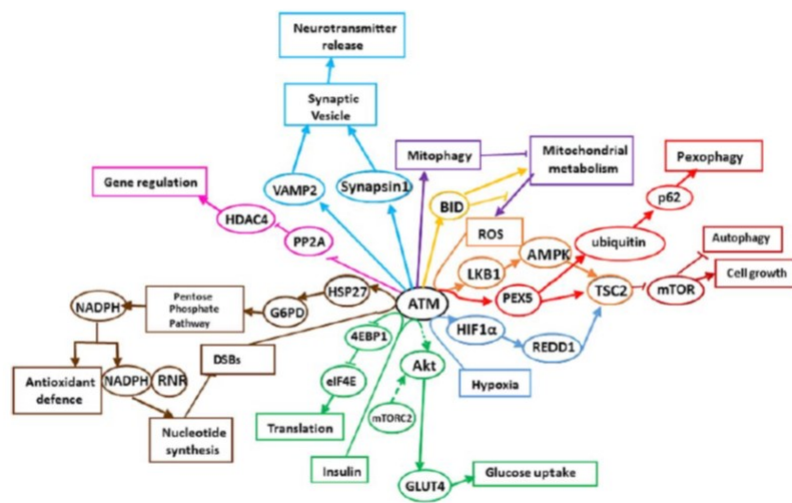 Neurotransmitter
release
Synaptic
Vesicle
Mitophagy
Mitochondrial
metabolism
Pexophagy
Gene regulation
VAMP2
Synapsin1
BID
p62
HDAC4
PP2A
ROS
AMPK
ubiquitin
Autophagy
LKB1
Cell growth
HSP27
ATM
PEX5
TSC2
mTOR
NADPH
Pentose
Phosphate
Pathway
G6PD
4EBP1
HIF1α
REDD1
DSBs
Akt
eIF4E
Antioxidant
defence
NADPH
RNR
Hypoxia
mTORC2
Nucleotide
synthesis
Translation
Insulin
GLUT4
Glucose uptake